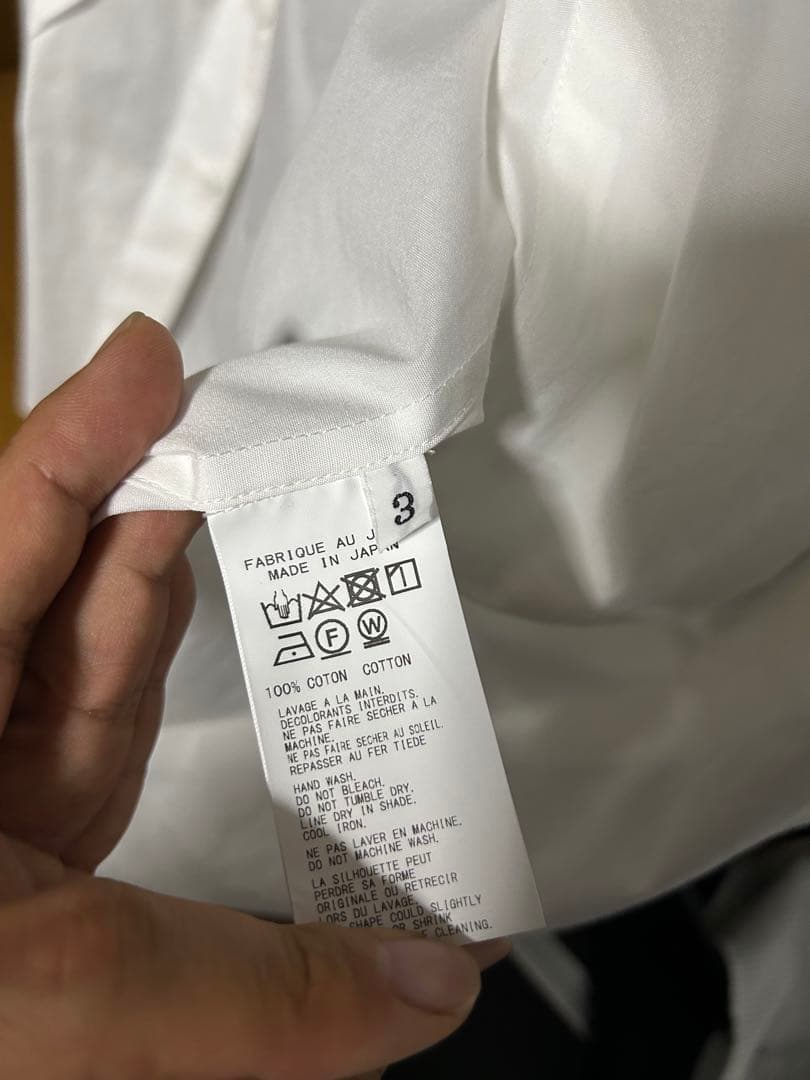 3
FABRIQUE AU J
MADE IN JAPAN
F W
100% COTON COTTON
LAVAGE A LA MAIN.
DECOLORANTS INTERDITS.
NE PAS FAIRE SECHER A LA
MACHINE.
NE PAS FAIRE SECHER AU SOLEIL.
REPASSER AU FER TIEDE
HAND WASH.
DO NOT BLEACH.
DO NOT TUMBLE DRY.
LINE DRY IN SHADE.
COOL IRON.
NE PAS LAVER EN MACHINE.
DO NOT MACHINE WASH.
LA SILHOUETTE PEUT
PERDRE SA FORME
ORIGINALE OU RETRECIR
LORS DU LAVAGE.
SHAPE COULD SLIGHTLY
OR SHRINK
CLEANING.